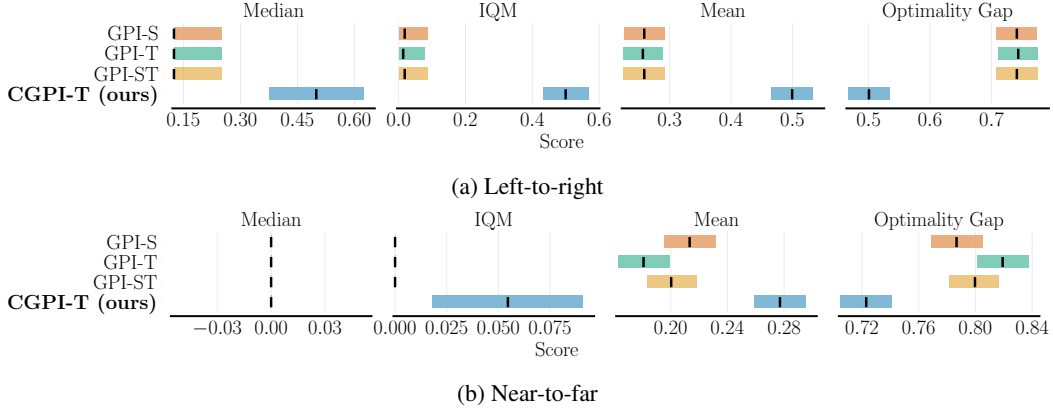 Median IQM Mean Optimality Gap
GPI-S
GPI-T
GPI-ST
CGPI-T (ours)
0.15 0.30 0.45 0.60 0.0 0.2 0.4 0.6 0.3 0.4 0.5 0.5 0.6 0.7
Score
(a) Left-to-right
Median IQM Mean Optimality Gap
GPI-S
GPI-T
GPI-ST
CGPI-T (ours)
−0.03 0.00 0.03 0.000 0.025 0.050 0.075 0.20 0.24 0.28 0.72 0.76 0.80 0.84
Score
(b) Near-to-far